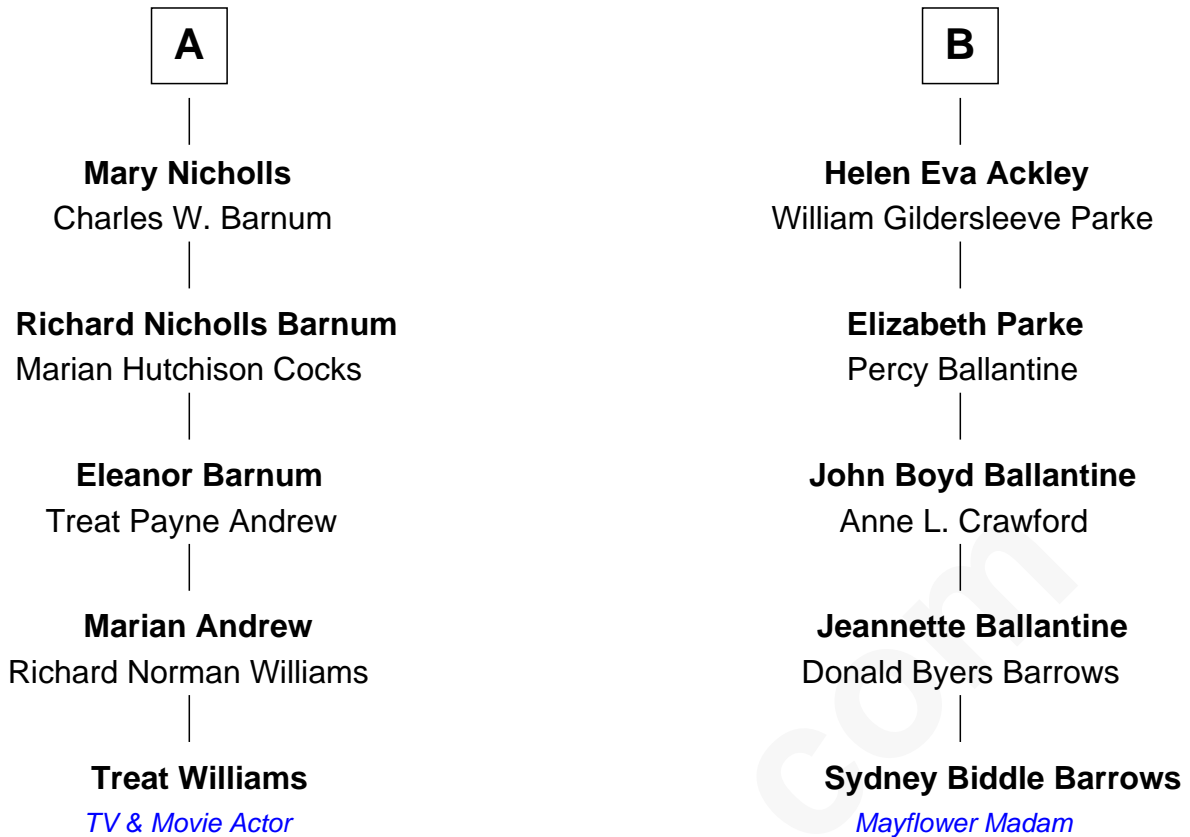 A
Mary Nicholls
Charles W. Barnum
Richard Nicholls Barnum
Marian Hutchison Cocks
Eleanor Barnum
Treat Payne Andrew
Marian Andrew
Richard Norman Williams
Treat Williams
TV & Movie Actor
B
Helen Eva Ackley
William Gildersleeve Parke
Elizabeth Parke
Percy Ballantine
John Boyd Ballantine
Anne L. Crawford
Jeannette Ballantine
Donald Byers Barrows
Sydney Biddle Barrows
Mayflower Madam
com